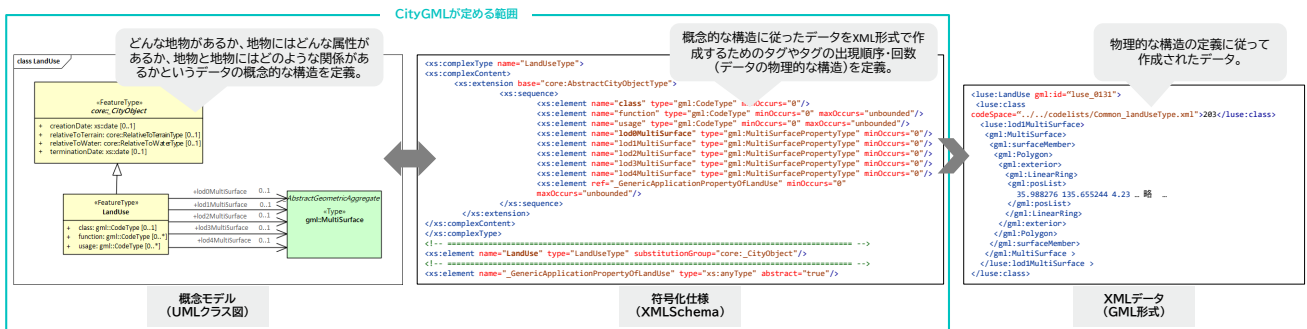 CityGMLが定める範囲
どんな地物があるか、地物にはどんな属性が
あるか、地物と地物にはどのような関係があ
るかというデータの概念的な構造を定義。
class LandUse
«FeatureType»
core::_CityObject
+ creationDate: xs::date [0..1]
+ relativeToTerrain: core::RelativeToTerrainType [0..1]
+ relativeToWater: core::RelativeToWaterType [0..1]
+ terminationDate: xs::date [0..1]
«FeatureType»
LandUse
+ class: gml::CodeType [0..1]
+ function: gml::CodeType [0..*]
+ usage: gml::CodeType [0..*]
+lod0MultiSurface 0..1
+lod1MultiSurface 0..1
+lod2MultiSurface 0..1
+lod3MultiSurface 0..1
+lod4MultiSurface 0..1
AbstractGeometricAggregate
«Type»
gml::MultiSurface
概念モデル
（UMLクラス図）
概念的な構造に従ったデータをXML形式で作
成するためのタグやタグの出現順序・回数
（データの物理的な構造）を定義。
<xs:complexType name="LandUseType">
<xs:complexContent>
<xs:extension base="core:AbstractCityObjectType">
<xs:sequence>
<xs:element name="class" type="gml:CodeType" minOccurs="0"/>
<xs:element name="function" type="gml:CodeType" minOccurs="0" maxOccurs="unbounded"/>
<xs:element name="usage" type="gml:CodeType" minOccurs="0" maxOccurs="unbounded"/>
<xs:element name="lod0MultiSurface" type="gml:MultiSurfacePropertyType" minOccurs="0"/>
<xs:element name="lod1MultiSurface" type="gml:MultiSurfacePropertyType" minOccurs="0"/>
<xs:element name="lod2MultiSurface" type="gml:MultiSurfacePropertyType" minOccurs="0"/>
<xs:element name="lod3MultiSurface" type="gml:MultiSurfacePropertyType" minOccurs="0"/>
<xs:element name="lod4MultiSurface" type="gml:MultiSurfacePropertyType" minOccurs="0"/>
<xs:element ref="_GenericApplicationPropertyOfLandUse" minOccurs="0"
maxOccurs="unbounded"/>
</xs:sequence>
</xs:extension>
</xs:complexContent>
</xs:complexType>
<!-- ================================================================================== -->
<xs:element name="LandUse" type="LandUseType" substitutionGroup="core:_CityObject"/>
<!-- ================================================================================== -->
<xs:element name="_GenericApplicationPropertyOfLandUse" type="xs:anyType" abstract="true"/>
符号化仕様
（XMLSchema）
物理的な構造の定義に従って
作成されたデータ。
<luse:LandUse gml:id="luse_0131">
<luse:class
codeSpace="../../codelists/Common_landUseType.xml">203</luse:class>
<luse:lod1MultiSurface>
<gml:MultiSurface>
<gml:surfaceMember>
<gml:Polygon>
<gml:exterior>
<gml:LinearRing>
<gml:posList>
35.988276 135.655244 4.23 … 略 …
</gml:posList>
</gml:LinearRing>
</gml:exterior>
</gml:Polygon>
</gml:surfaceMember>
</gml:MultiSurface >
</luse:lod1MultiSurface >
</luse:class>
XMLデータ
（GML形式）